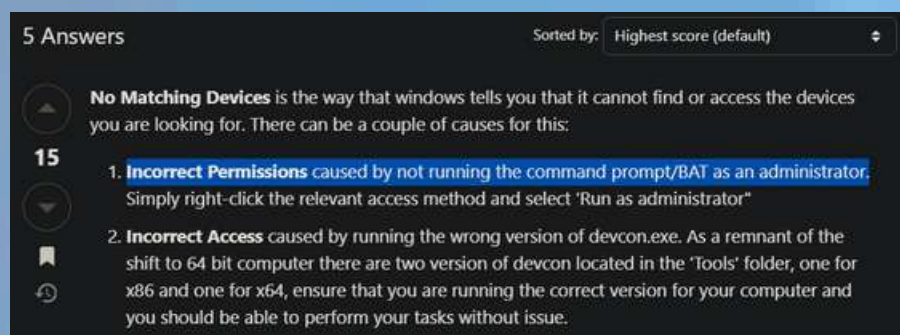 5 Answers
Sorted by: Highest score (default)
No Matching Devices is the way that windows tells you that it cannot find or access the devices
you are looking for. There can be a couple of causes for this:
15
1. Incorrect Permissions caused by not running the command prompt/BAT as an administrator.
Simply right-click the relevant access method and select 'Run as administrator"
2. Incorrect Access caused by running the wrong version of devcon.exe. As a remnant of the
shift to 64 bit computer there are two version of devcon located in the 'Tools' folder, one for
x86 and one for x64, ensure that you are running the correct version for your computer and
you should be able to perform your tasks without issue.